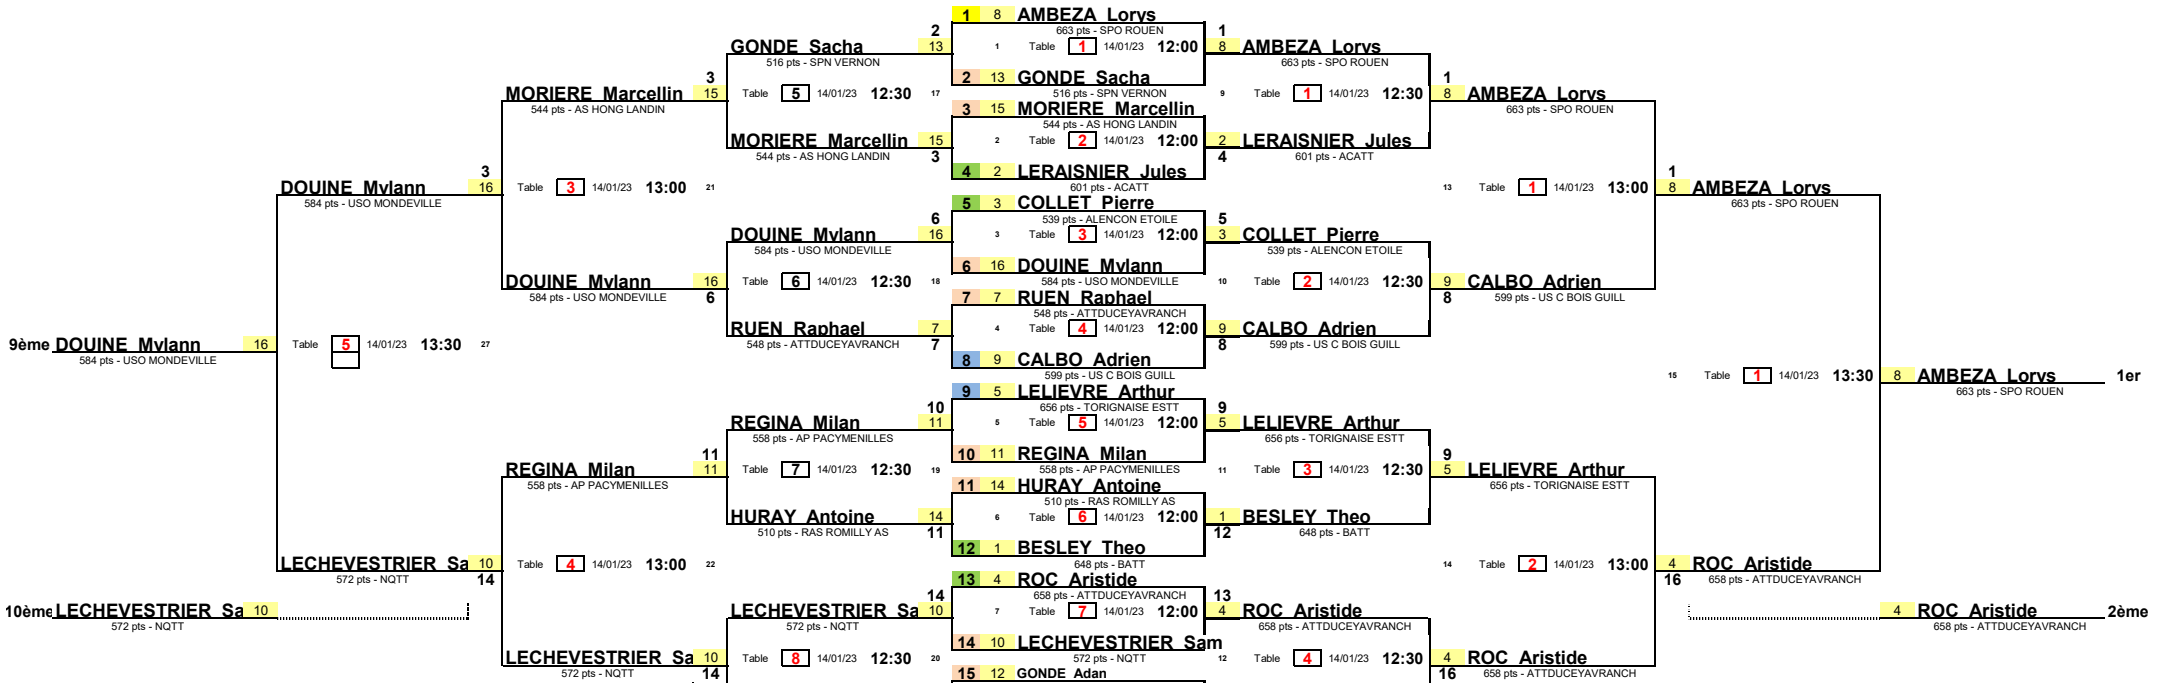 1 8 AMBEZA Lorys
2 663 pts - SPO ROUEN 1
GONDE Sacha 13 1 Table 1 14/01/23 12:00 8 AMBEZA Lorys
516 pts - SPN VERNON 663 pts - SPO ROUEN
3 2 13 GONDE Sacha 1
MORIERE Marcellin 15 Table 5 14/01/23 12:30 17 516 pts - SPN VERNON 9 Table 1 14/01/23 12:30 8 AMBEZA Lorys
544 pts - AS HONG LANDIN 3 15 MORIERE Marcellin 663 pts - SPO ROUEN
544 pts - AS HONG LANDIN
MORIERE Marcellin 15 2 Table 2 14/01/23 12:00 2 LERAISNIER Jules
544 pts - AS HONG LANDIN 3 4 601 pts - ACATT
3 4 2 LERAISNIER Jules 1
DOUINE Mylann 16 Table 3 14/01/23 13:00 21 601 pts - ACATT 13 Table 1 14/01/23 13:00 8 AMBEZA Lorys
584 pts - USO MONDEVILLE 5 3 COLLET Pierre 663 pts - SPO ROUEN
6 539 pts - ALENCON ETOILE 5
DOUINE Mylann 16 3 Table 3 14/01/23 12:00 3 COLLET Pierre
584 pts - USO MONDEVILLE 539 pts - ALENCON ETOILE
6 16 DOUINE Mylann
DOUINE Mylann 16 Table 6 14/01/23 12:30 18 584 pts - USO MONDEVILLE 10 Table 2 14/01/23 12:30 9 CALBO Adrien
584 pts - USO MONDEVILLE 6 7 7 RUEN Raphael 8 599 pts - US C BOIS GUILL
548 pts - ATTDUCEYAVRANCH
RUEN Raphael 7 4 Table 4 14/01/23 12:00 9 CALBO Adrien
9ème DOUINE Mylann 16 Table 5 14/01/23 13:30 27 548 pts - ATTDUCEYAVRANCH 7 8 599 pts - US C BOIS GUILL
584 pts - USO MONDEVILLE 8 9 CALBO Adrien
599 pts - US C BOIS GUILL 15 Table 1 14/01/23 13:30 8 AMBEZA Lorys 1er
9 5 LELIEVRE Arthur 663 pts - SPO ROUEN
10 656 pts - TORIGNAISE ESTT 9
REGINA Milan 11 5 Table 5 14/01/23 12:00 5 LELIEVRE Arthur
558 pts - AP PACYMENILLES 656 pts - TORIGNAISE ESTT
11 10 11 REGINA Milan 9
REGINA Milan 11 Table 7 14/01/23 12:30 19 558 pts - AP PACYMENILLES 11 Table 3 14/01/23 12:30 5 LELIEVRE Arthur
558 pts - AP PACYMENILLES 11 14 HURAY Antoine 656 pts - TORIGNAISE ESTT
510 pts - RAS ROMILLY AS
HURAY Antoine 14 6 Table 6 14/01/23 12:00 1 BESLEY Theo
510 pts - RAS ROMILLY AS 11 12 648 pts - BATT
12 1 BESLEY Theo
LECHEVESTRIER Sa 10 Table 4 14/01/23 13:00 22 648 pts - BATT 14 Table 2 14/01/23 13:00 4 ROC Aristide
572 pts - NQTT 14 13 4 ROC Aristide 16 658 pts - ATTDUCEYAVRANCH
14 658 pts - ATTDUCEYAVRANCH 13
10ème LECHEVESTRIER Sa 10 LECHEVESTRIER Sa 10 7 Table 7 14/01/23 12:00 4 ROC Aristide 4 ROC Aristide 2ème
572 pts - NQTT 572 pts - NQTT 658 pts - ATTDUCEYAVRANCH 658 pts - ATTDUCEYAVRANCH
14 10 LECHEVESTRIER Sam
LECHEVESTRIER Sa 10 Table 8 14/01/23 12:30 20 572 pts - NQTT 12 Table 4 14/01/23 12:30 4 ROC Aristide
572 pts - NQTT 14 15 12 GONDE Adan 16 658 pts - ATTDUCEYAVRANCH